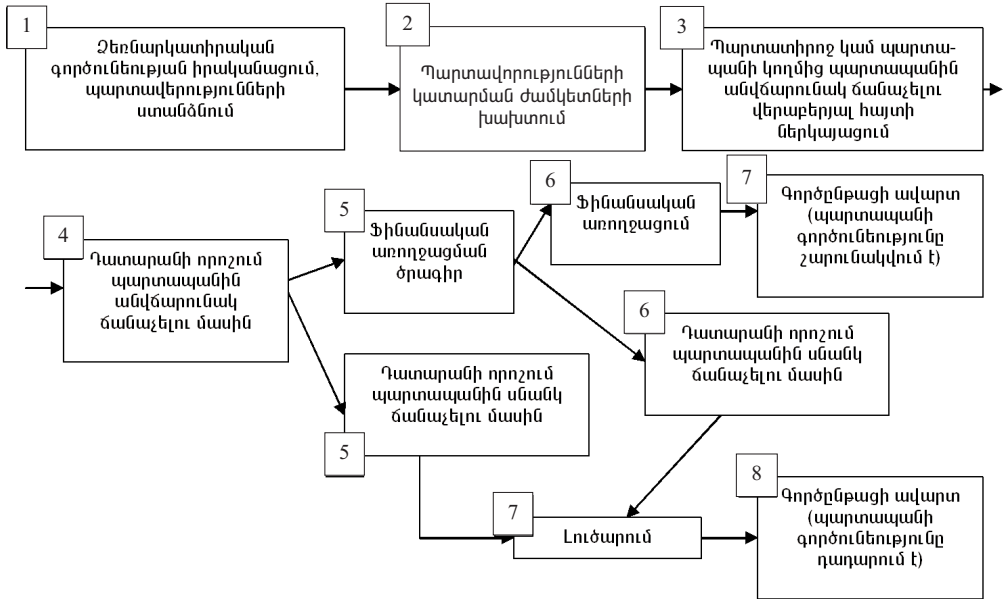 1
Ձեռնարկատիրական
գործունեության իրականացում,
պարտավերությունների
ստանձնում
2
Պարտավորությունների
կատարման ժամկետների
խախտում
3
Պարտատիրոջ կամ պարտա-
պանի կողմից պարտապանին
անվճարունակ ճանաչելու
վերաբերյալ հայտի
ներկայացում
4
Դատարանի որոշում
պարտապանին
անվճարունակ
ճանաչելու մասին
5
Ֆինանսական
առողջացման
ծրագիր
6
Ֆինանսական
առողջացում
7
Գործընթացի ավարտ
(պարտապանի
գործունեությունը
շարունակվում է)
5
Դատարանի որոշում
պարտապանին սնանկ
ճանաչելու մասին
6
Դատարանի որոշում
պարտապանին սնանկ
ճանաչելու մասին
7
Լուծարում
8
Գործընթացի ավարտ
(պարտապանի
գործունեությունը
դադարում է)